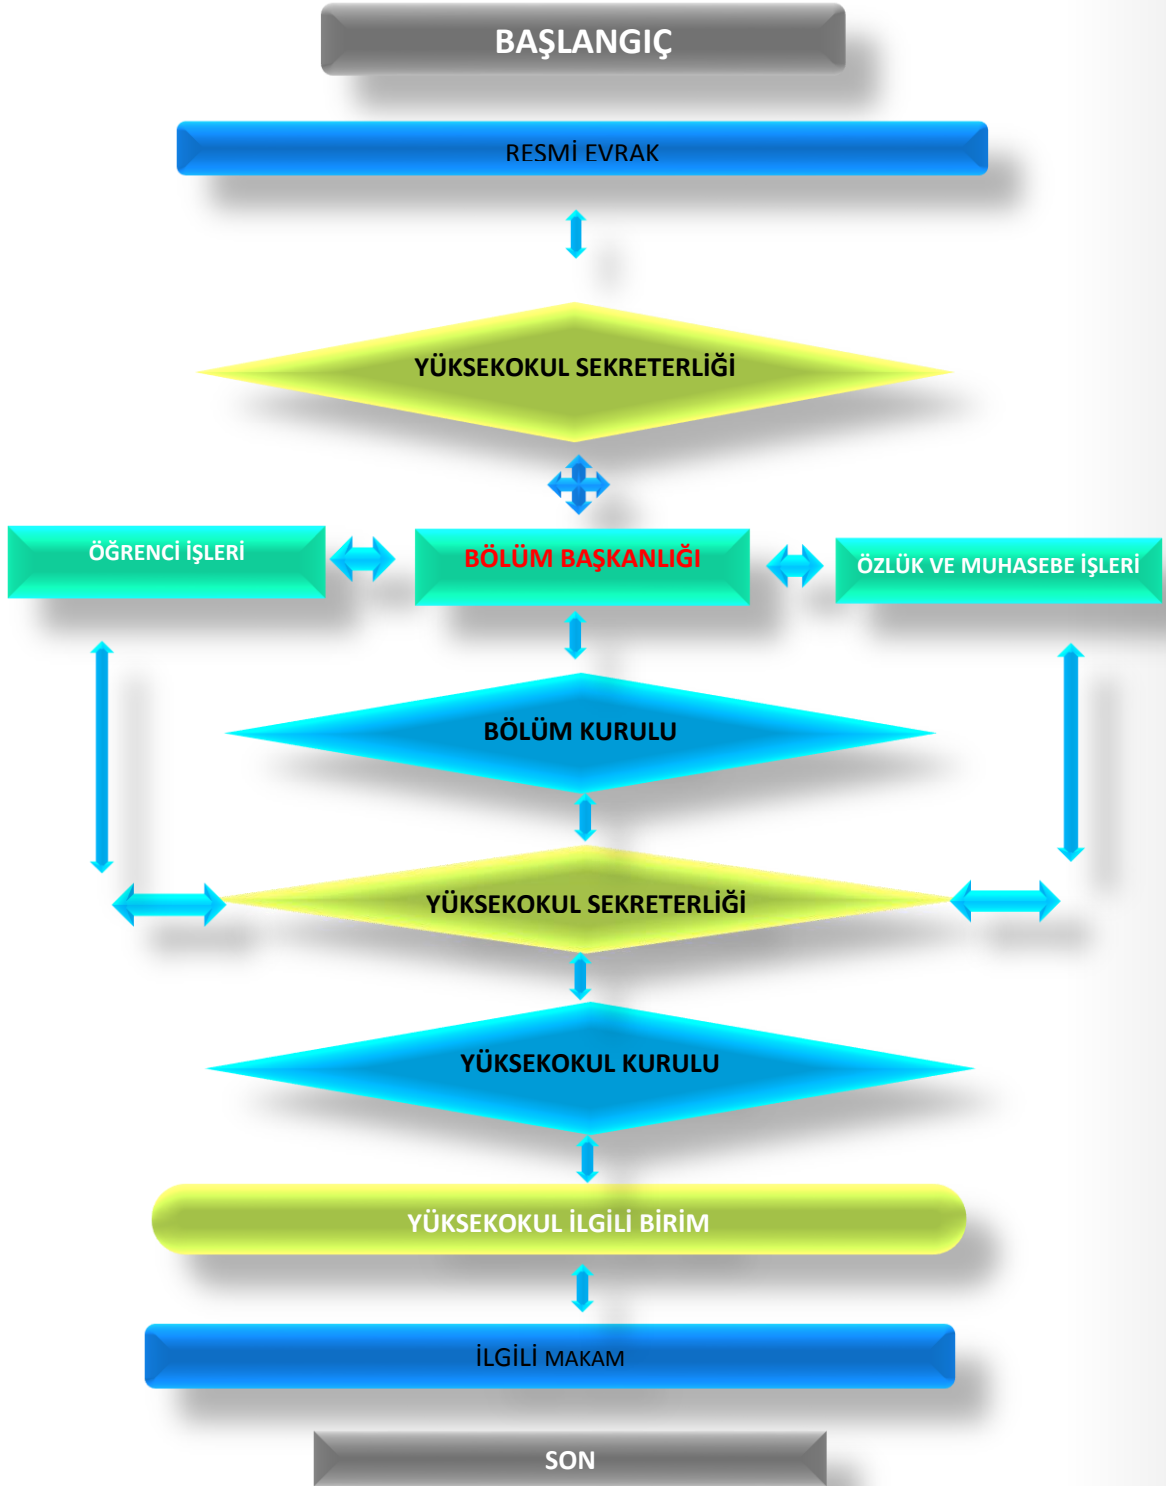 BAŞLANGIÇ
RESMİ EVRAK
YÜKSEKOKUL SEKRETERLİĞİ
ÖĞRENCİ İŞLERİ
BÖLÜM BAŞKANLIĞI
ÖZLÜK VE MUHASEBE İŞLERİ
BÖLÜM KURULU
YÜKSEKOKUL SEKRETERLİĞİ
YÜKSEKOKUL KURULU
YÜKSEKOKUL İLGİLİ BİRİM
İLGİLİ MAKAM
SON